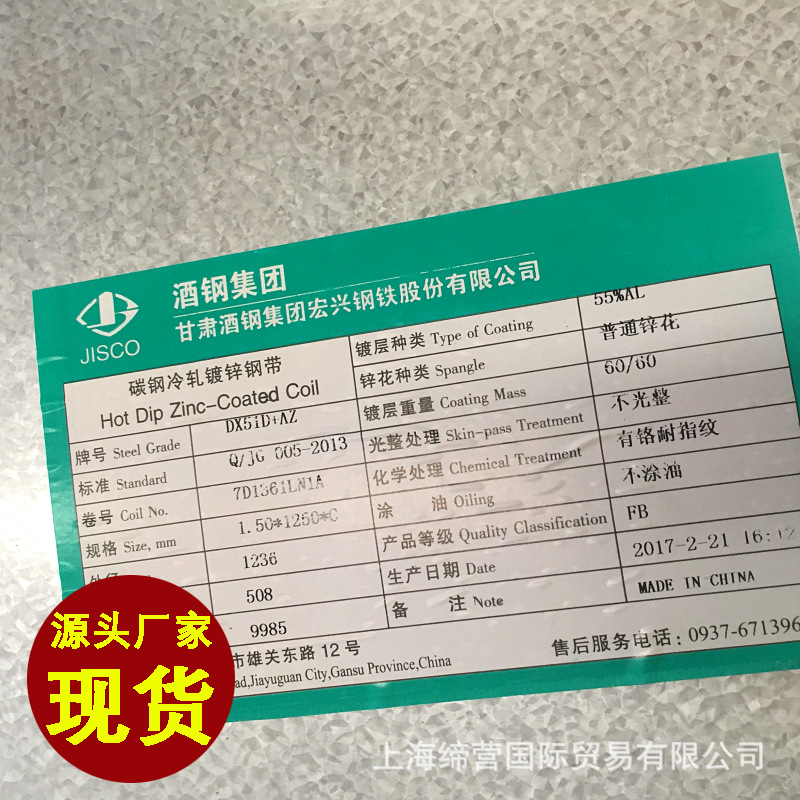 酒钢集团
甘肃酒钢集团宏兴钢铁股份有限公司
JISCO
碳钢冷轧镀锌钢带
Hot Dip Zinc-Coated Coil
牌号 Steel Grade DX51D+AZ
标准 Standard Q/JG 005-2013
卷号 Coil No. 7D1361LN1A
规格 Size, mm 1.50*1250*C
1236
508
9985
镀层种类 Type of Coating 55%AL
锌花种类 Spangle 普通锌花
镀层重量 Coating Mass 60/60
光整处理 Skin-pass Treatment 不光整
化学处理 Chemical Treatment 有铬耐指纹
涂 油 Oiling 不涂油
产品等级 Quality Classification FB
生产日期 Date 2017-2-21 16:12
备 注 Note MADE IN CHINA
市雄关东路12号
Jiayuguan City,Gansu Province,China
售后服务电话:0937-671396
源头厂家
现货
上海缔营国际贸易有限公司